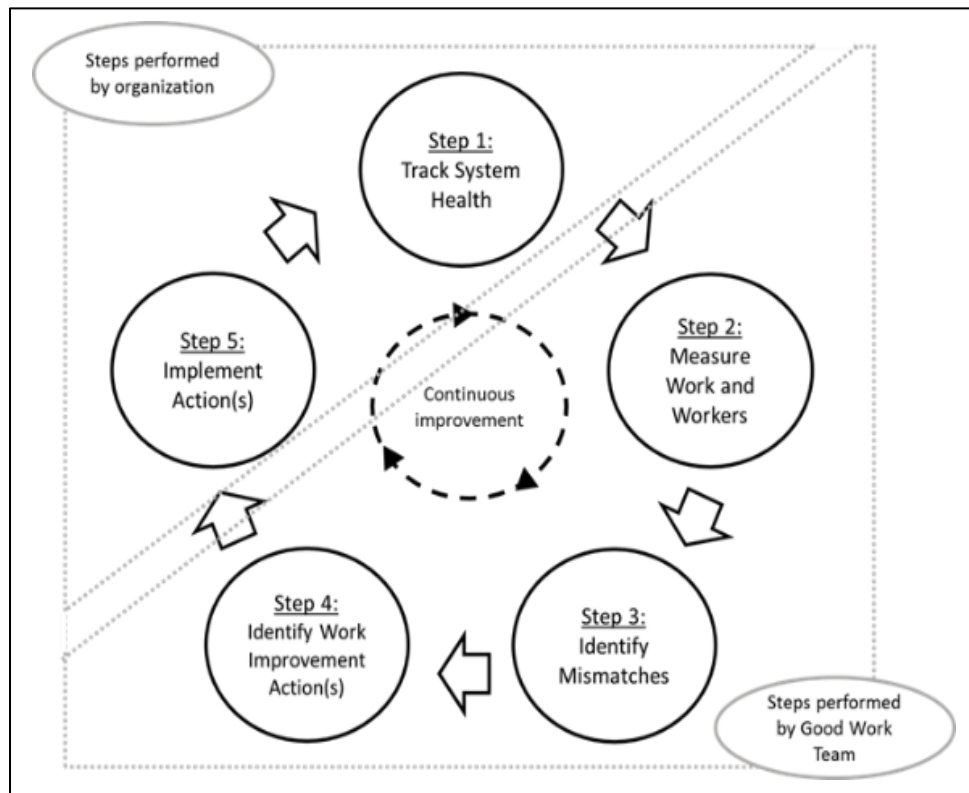 Steps performed
by organization
Step 1:
Track System
Health
Step 2:
Measure
Work and
Workers
Step 5:
Implement
Action(s)
Continuous
improvement
Step 4:
Identify Work
Improvement
Action(s)
Step 3:
Identify
Mismatches
Steps performed
by Good Work
Team